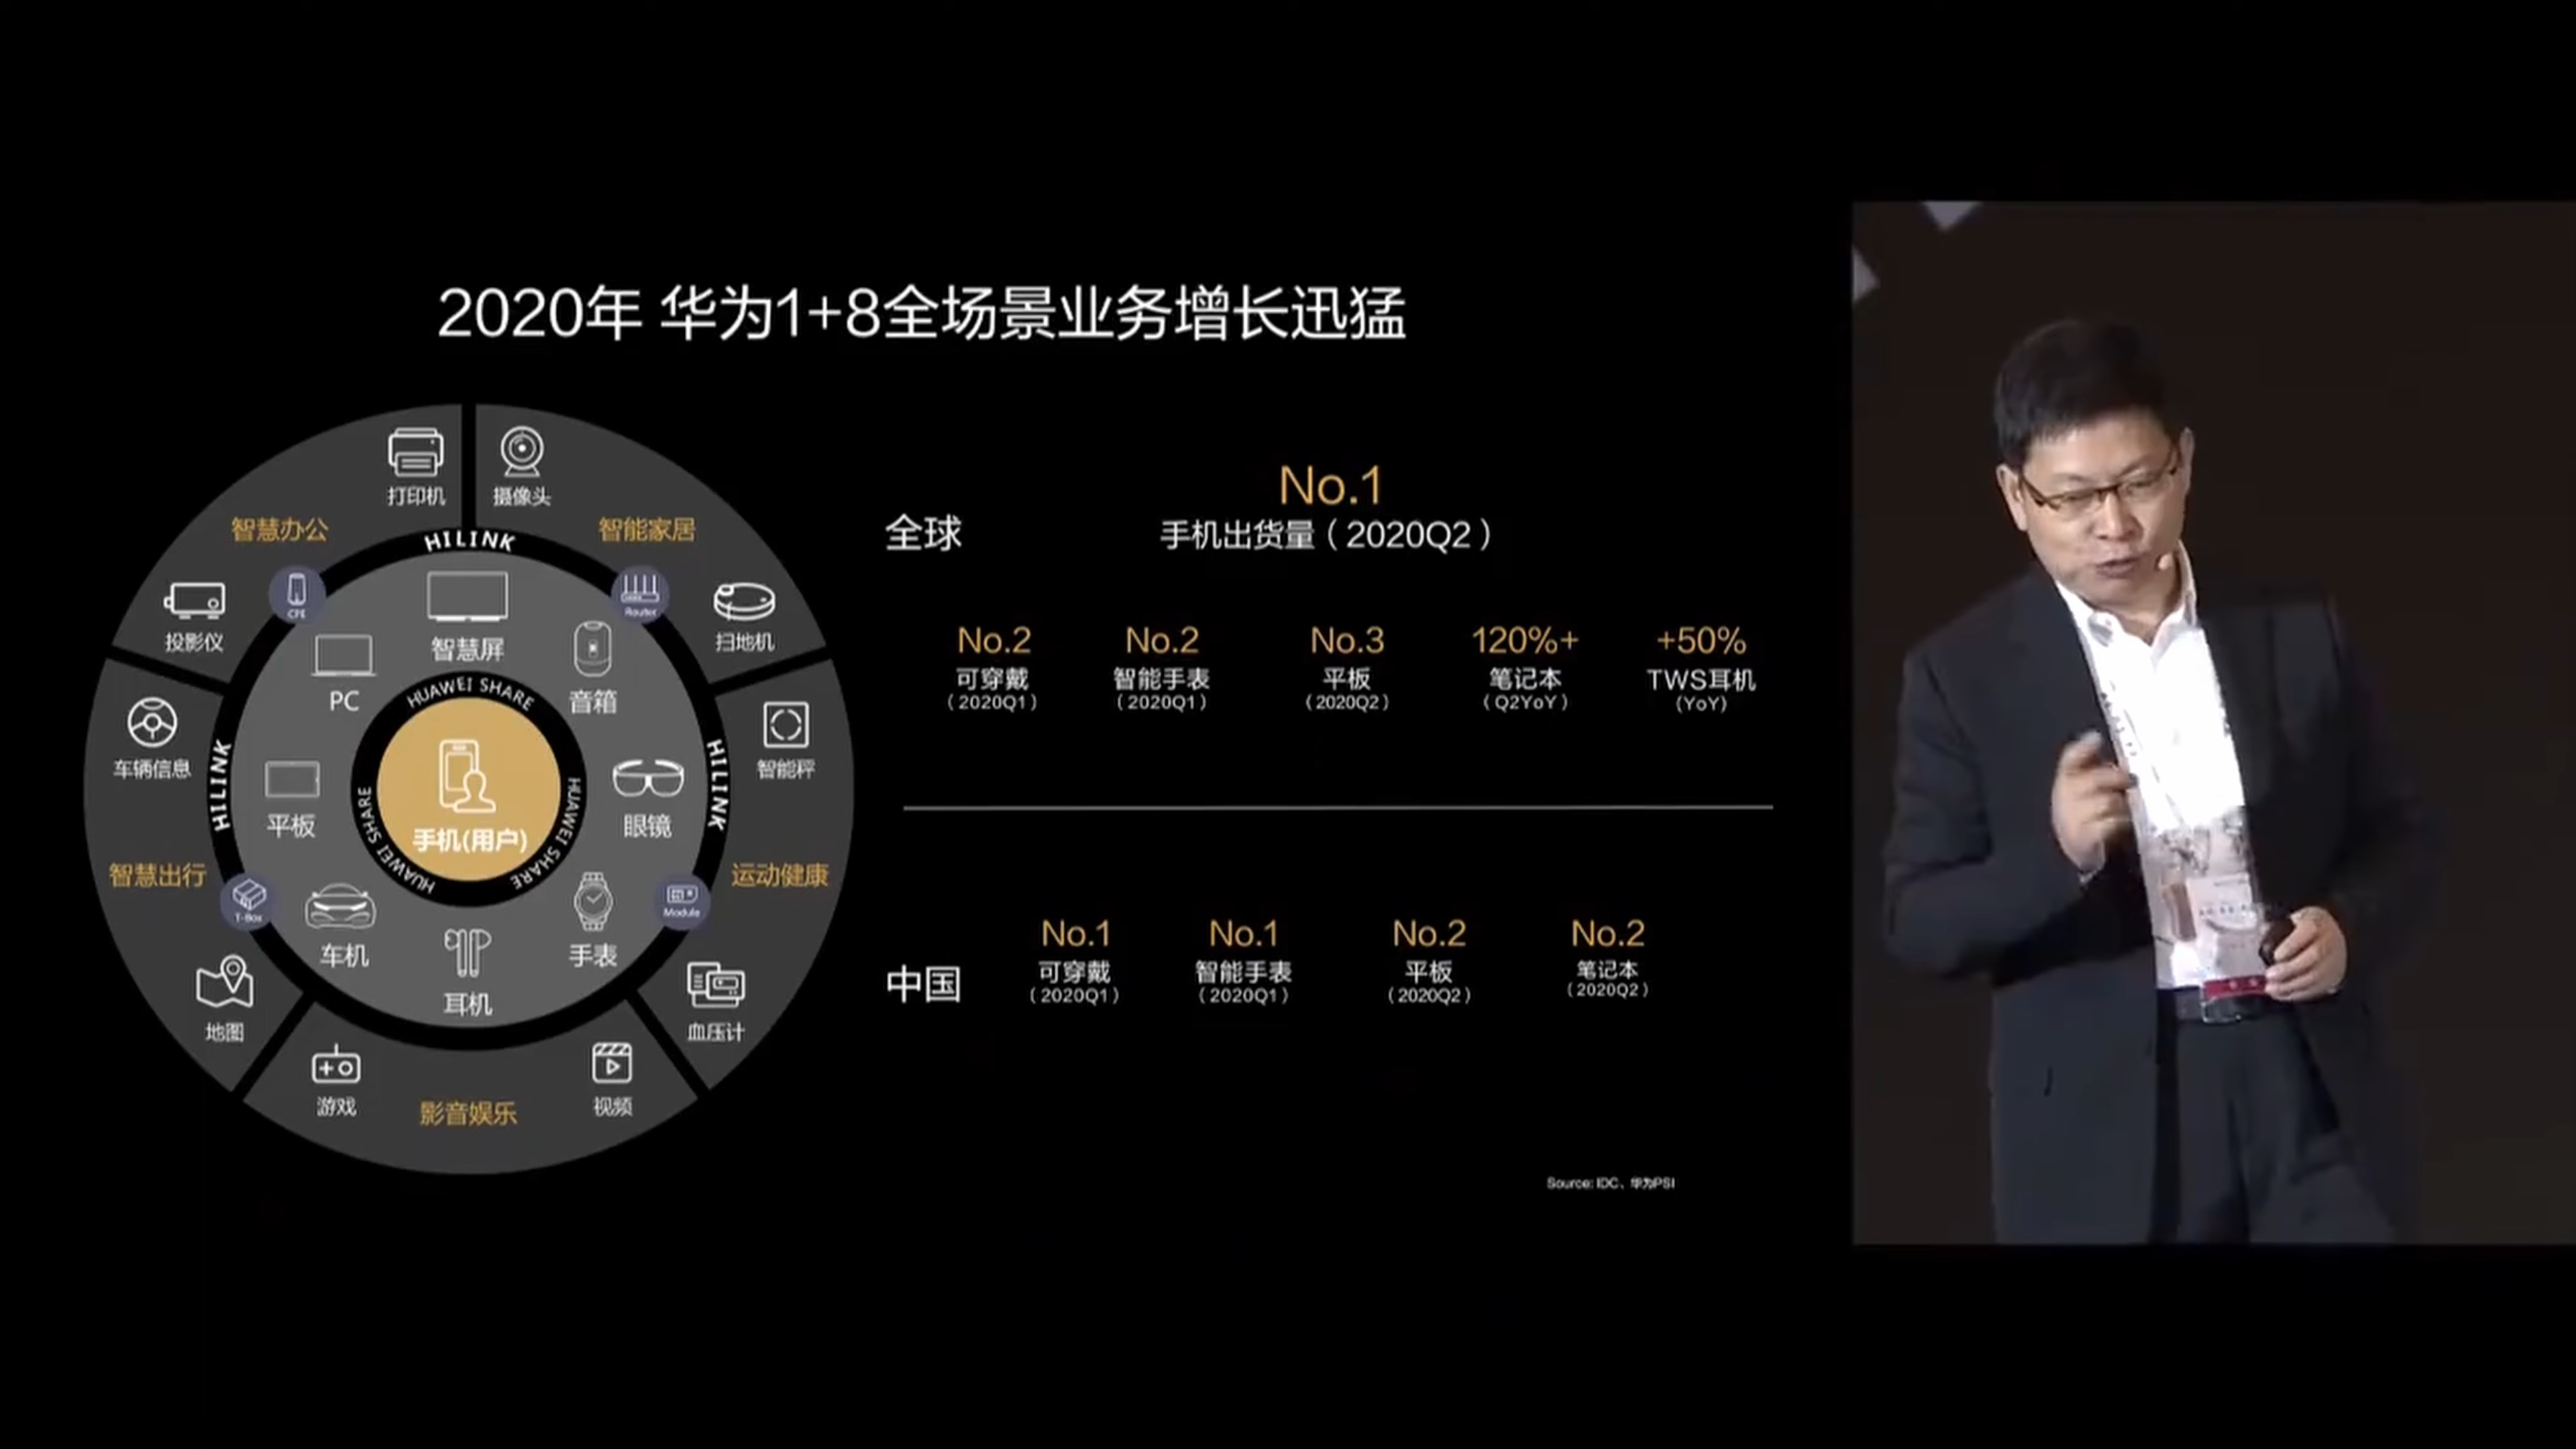 2020年 华为1+8全场景业务增长迅猛
打印机
摄像头
智慧办公
智能家居
HILINK
投影仪
CPE
Router
扫地机
智慧屏
PC
音箱
HUAWEI SHARE
车辆信息
HILINK
平板
HUAWEI SHARE
手机(用户)
HUAWEI SHARE
眼镜
HILINK
智能秤
智慧出行
运动健康
T-Box
车机
耳机
手表
Module
地图
血压计
游戏
影音娱乐
视频
全球
No.1
手机出货量（2020Q2）
No.2
可穿戴
（2020Q1）
No.2
智能手表
（2020Q1）
No.3
平板
（2020Q2）
120%+
笔记本
（Q2YoY）
+50%
TWS耳机
(YoY)
中国
No.1
可穿戴
（2020Q1）
No.1
智能手表
（2020Q1）
No.2
平板
（2020Q2）
No.2
笔记本
（2020Q2）
Source: IDC、华为PSI